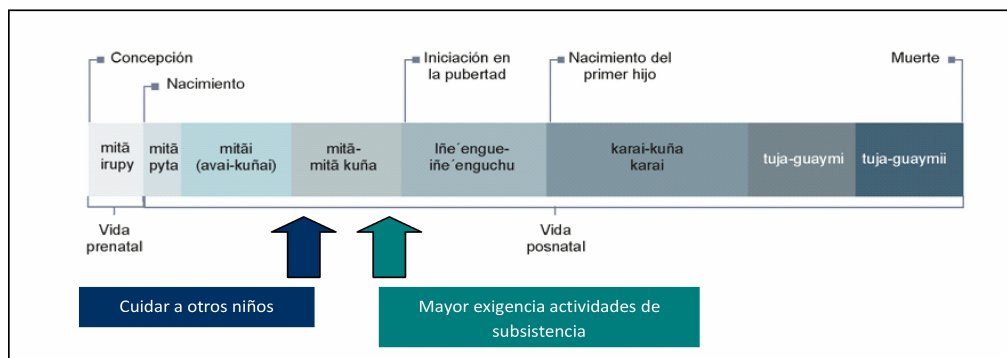 Concepción
Nacimiento
Iniciación en
la pubertad
Nacimiento del
primer hijo
Muerte
mitã
irupy
mitã
pyta
mitãi
(avai-kuñai)
mitã-
mitã kuña
Iñe´engue-
iñe´enguchu
karai-kuña
karai
tuja-guaymi
tuja-guaymii
Vida
prenatal
Vida
posnatal
Cuidar a otros niños
Mayor exigencia actividades de
subsistencia